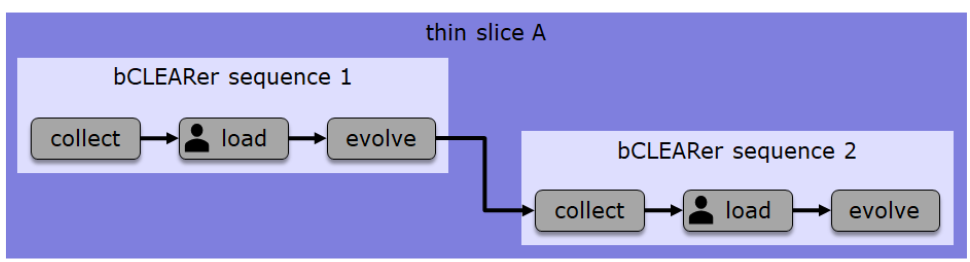 thin slice A
bCLEARer sequence 1
collect
load
evolve
bCLEARer sequence 2
collect
load
evolve